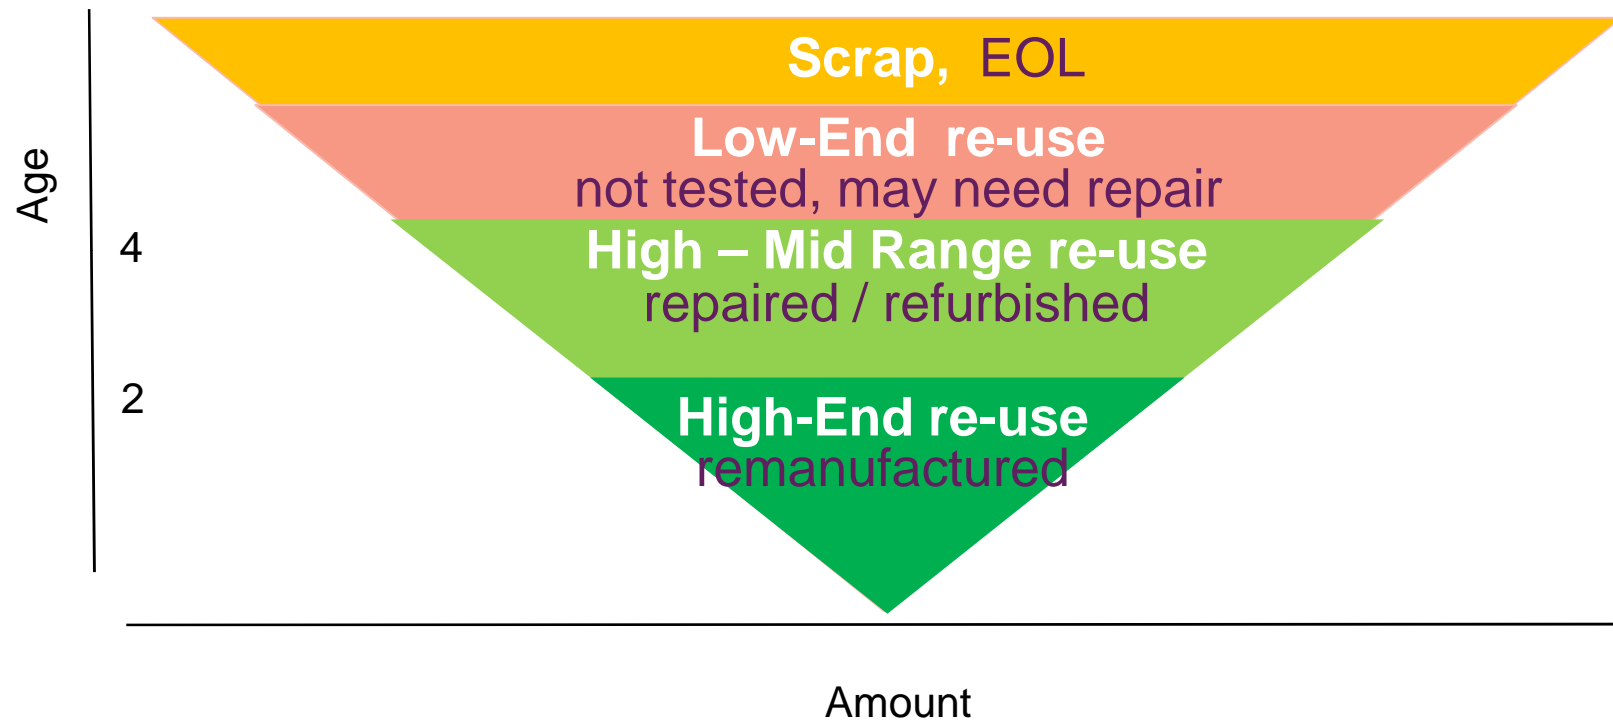 Scrap,  EOL
Low-End  re-use
not tested, may need repair
Age
4
High – Mid Range re-use
repaired / refurbished
2
High-End re-use
remanufactured
Amount